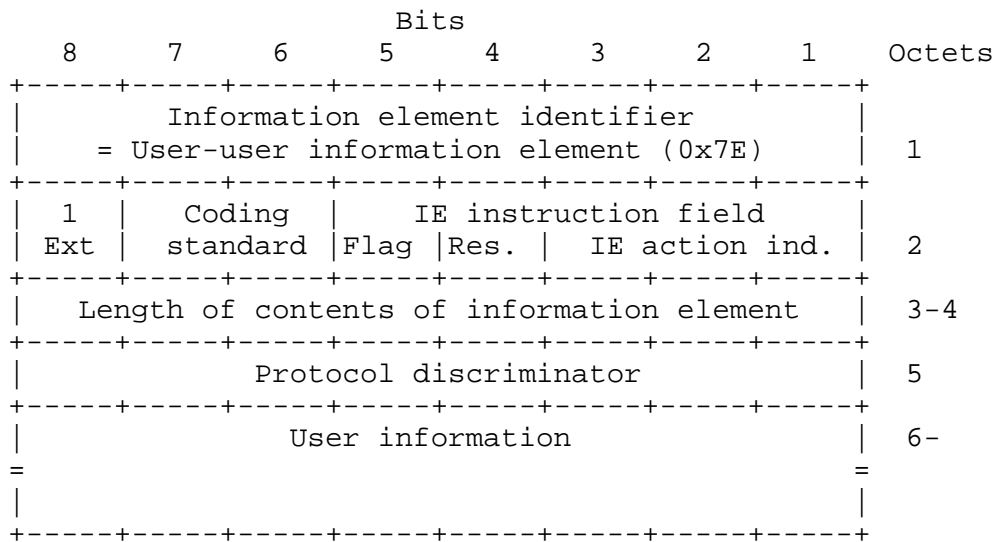 Bits
8 7 6 5 4 3 2 1 Octets
+-----+-----+-----+-----+-----+-----+-----+-----+
| Information element identifier |
| = User-user information element (0x7E) | 1
+-----+-----+-----+-----+-----+-----+-----+-----+
| 1 | Coding | IE instruction field |
| Ext | standard |Flag |Res. | IE action ind. | 2
+-----+-----+-----+-----+-----+-----+-----+-----+
| Length of contents of information element | 3-4
+-----+-----+-----+-----+-----+-----+-----+-----+
| Protocol discriminator | 5
+-----+-----+-----+-----+-----+-----+-----+-----+
| User information | 6-
= =
| |
+-----+-----+-----+-----+-----+-----+-----+-----+